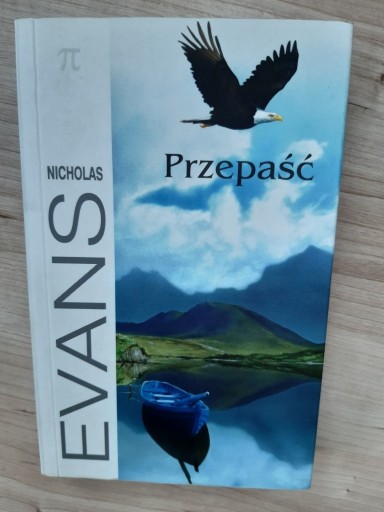 π
NICHOLAS
EVANS
Przepaść